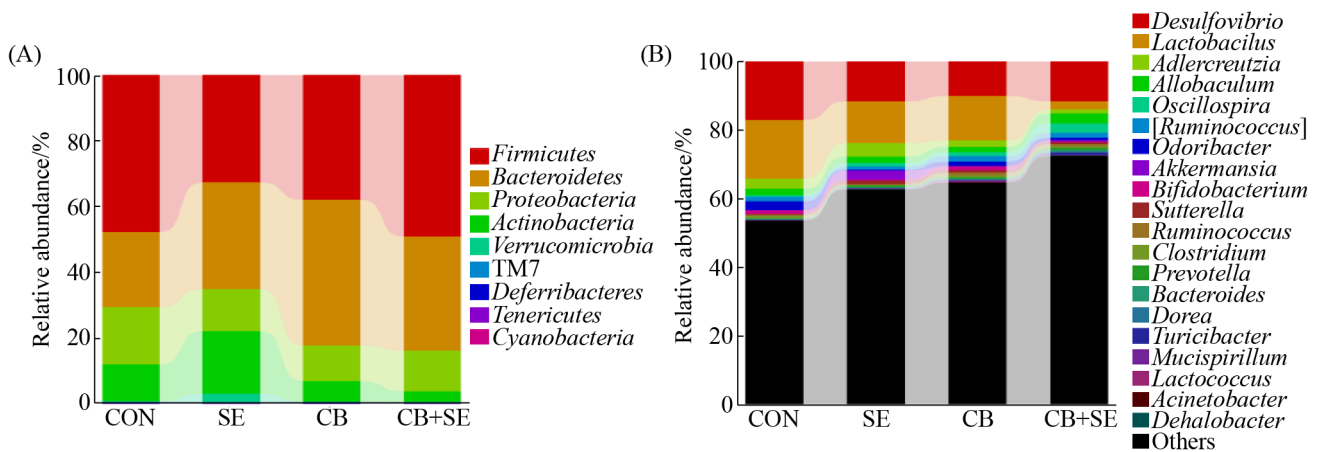 (A)
Relative abundance/%
100
80
60
40
20
0
CON SE CB CB+SE
Firmicutes
Bacteroidetes
Proteobacteria
Actinobacteria
Verrucomicrobia
TM7
Deferribacteres
Tenericutes
Cyanobacteria
(B)
Relative abundance/%
100
80
60
40
20
0
CON SE CB CB+SE
Desulfovibrio
Lactobacilus
Adlercreutzia
Allobaculum
Oscillospira
[Ruminococcus]
Odoribacter
Akkermansia
Bifidobacterium
Sutterella
Ruminococcus
Clostridium
Prevotella
Bacteroides
Dorea
Turicibacter
Mucispirillum
Lactococcus
Acinetobacter
Dehalobacter
Others